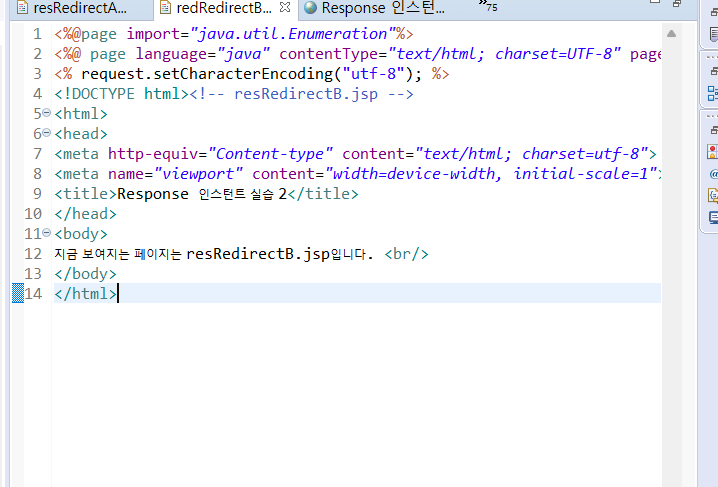 resRedirectA... redRedirectB... Response 인스턴... »75
1 <%@page import="java.util.Enumeration"%>
2 <%@ page language="java" contentType="text/html; charset=UTF-8" page
3 <% request.setCharacterEncoding("utf-8"); %>
4 <!DOCTYPE html><!-- resRedirectB.jsp -->
5 <html>
6 <head>
7 <meta http-equiv="Content-type" content="text/html; charset=utf-8">
8 <meta name="viewport" content="width=device-width, initial-scale=1">
9 <title>Response 인스턴트 실습 2</title>
10 </head>
11 <body>
12 지금 보여지는 페이지는 resRedirectB.jsp입니다. <br/>
13 </body>
14 </html>